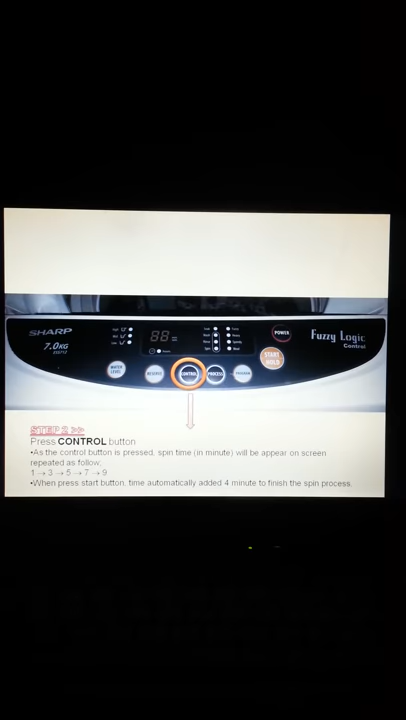 SHARP
7.0KG
Fuzzy Logic
Control
POWER
START
HOLD
WATER
LEVEL
RESERVE
CONTROL
PROCESS
PROGRAM
STEP 2 >>
Press CONTROL button
•As the control button is pressed, spin time (in minute) will be appear on screen
repeated as follow;
1 → 3 → 5 → 7 → 9
•When press start button, time automatically added 4 minute to finish the spin process.